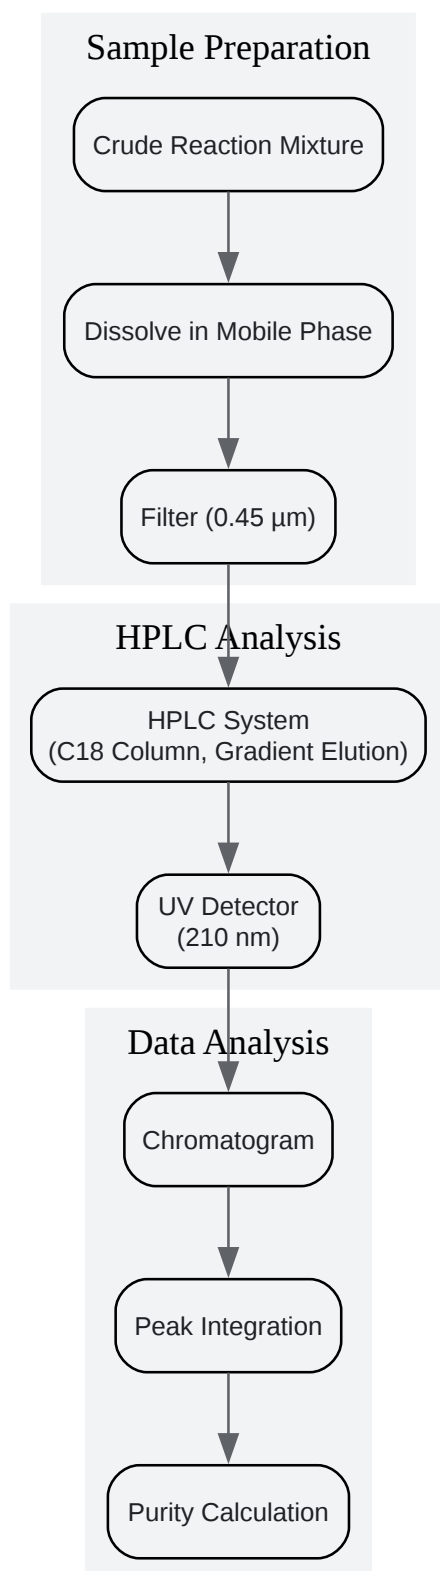 Sample Preparation
Crude Reaction Mixture
Dissolve in Mobile Phase
Filter (0.45 µm)
HPLC Analysis
HPLC System
(C18 Column, Gradient Elution)
UV Detector
(210 nm)
Data Analysis
Chromatogram
Peak Integration
Purity Calculation